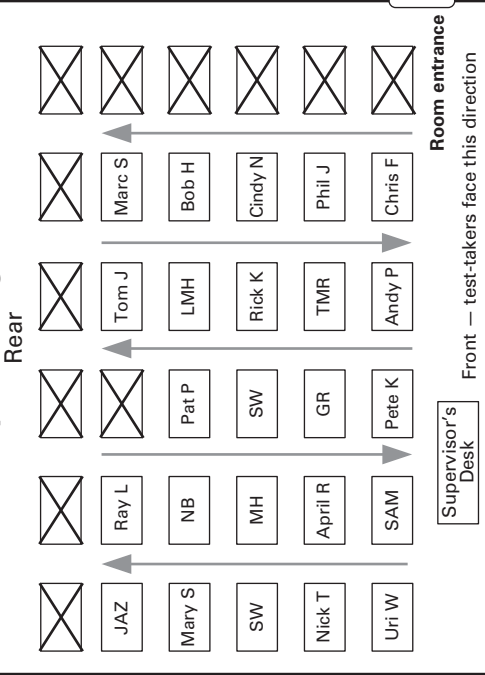 Rear
JAZ
Ray L
Tom J
Marc S
Mary S
NB
Pat P
LMH
Bob H
SW
MH
SW
Rick K
Cindy N
Nick T
April R
GR
TMR
Phil J
Uri W
SAM
Pete K
Andy P
Chris F
Supervisor's
Desk
Room entrance
Front — test-takers face this direction